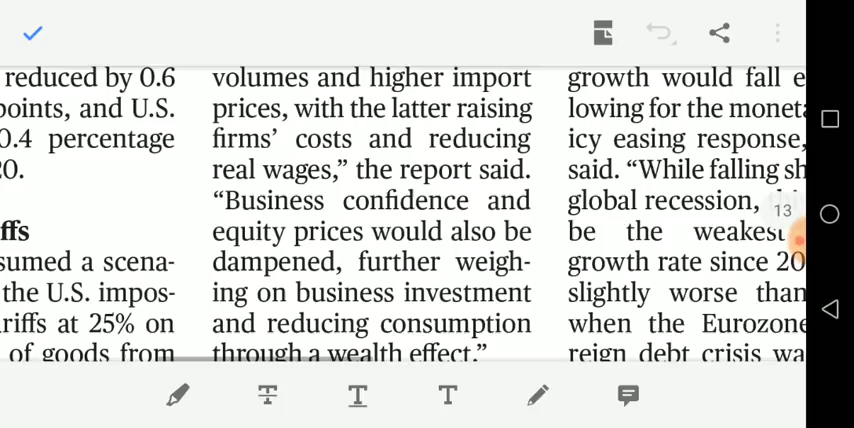 reduced by 0.6
points, and U.S.
0.4 percentage
20.
ffs
sumed a scena-
the U.S. impos-
riffs at 25% on
of goods from
volumes and higher import
prices, with the latter raising
firms’ costs and reducing
real wages,” the report said.
“Business confidence and
equity prices would also be
dampened, further weigh-
ing on business investment
and reducing consumption
through a wealth effect.”
growth would fall e
lowing for the moneta
icy easing response,
said. “While falling sh
global recession,
be the weakest
growth rate since 20
slightly worse than
when the Eurozone
reign debt crisis wa
13
T
T
T